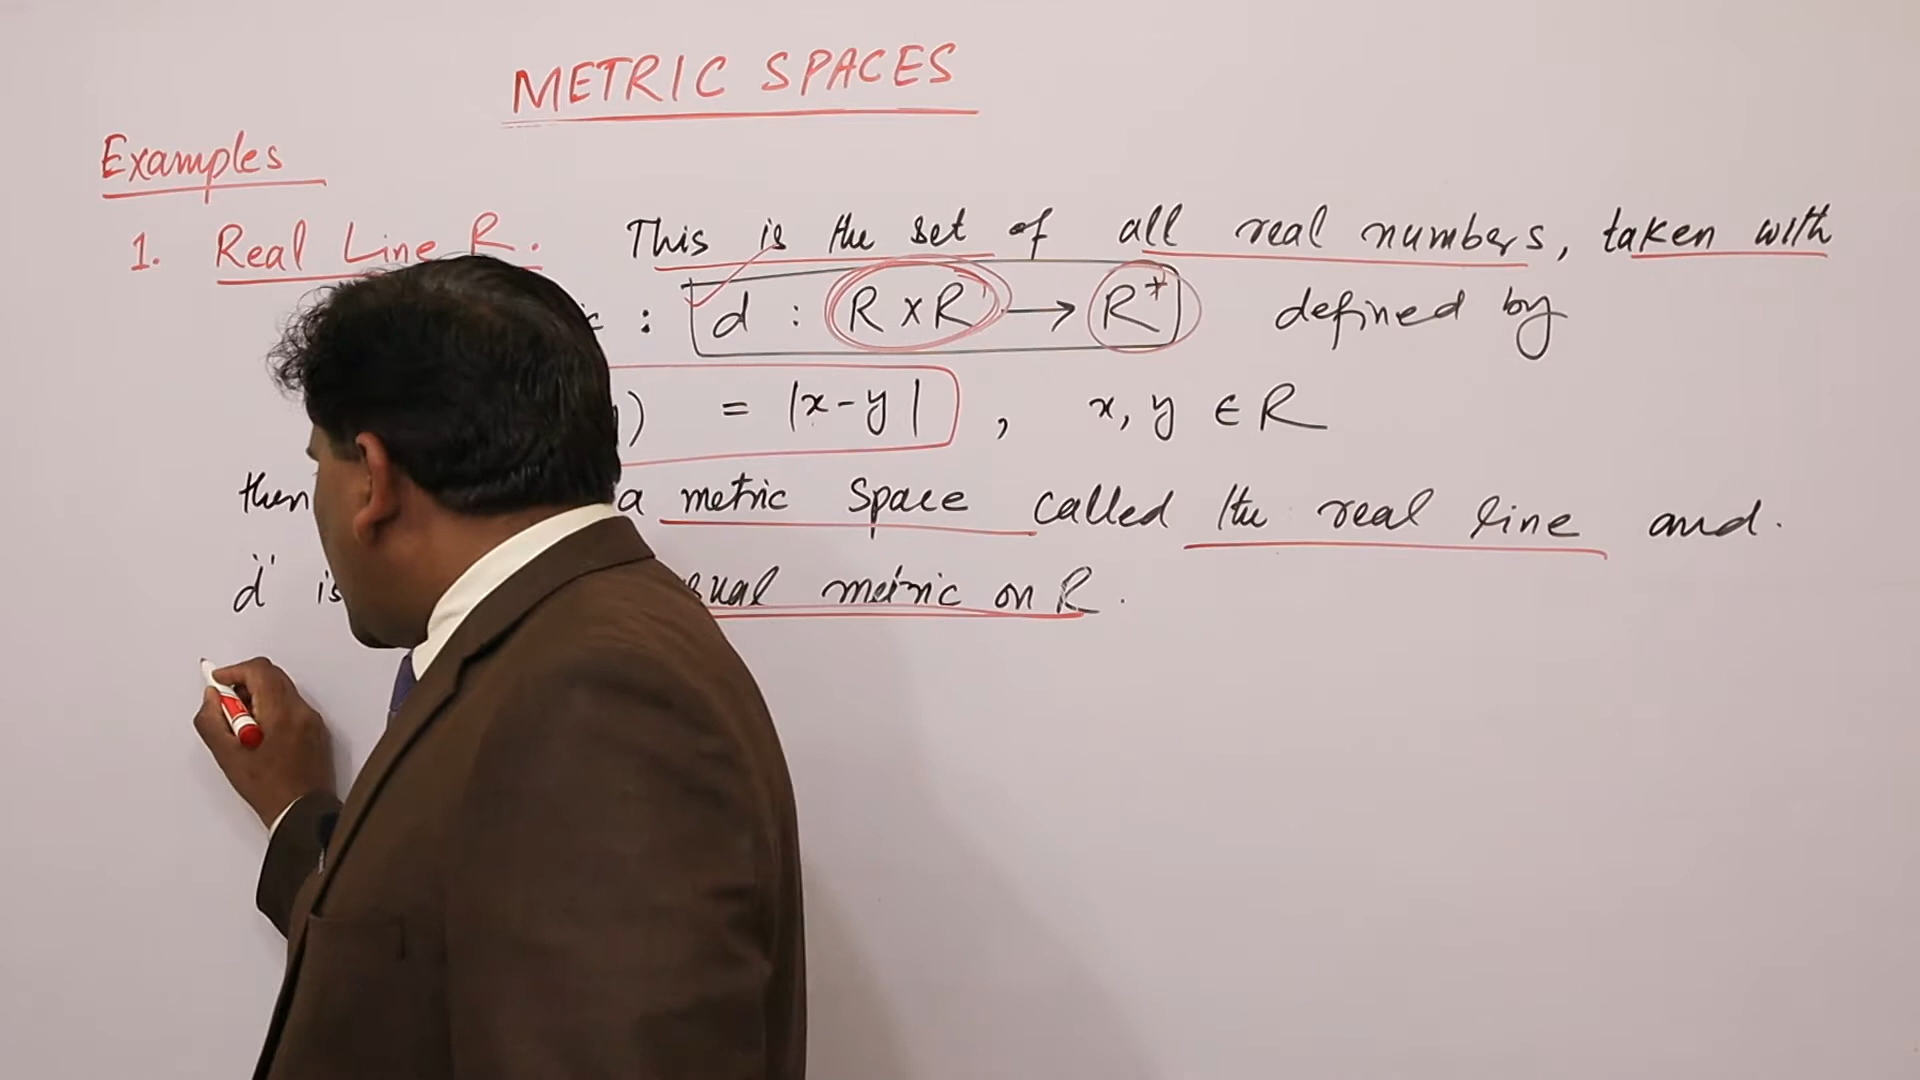 METRIC SPACES
Examples
1. Real Line R. This is the set of all real numbers, taken with
: d : R x R → R⁺ defined by
) = |x-y| , x, y ∈ R
then a metric space called the real line and.
"d" is usual metric on R.